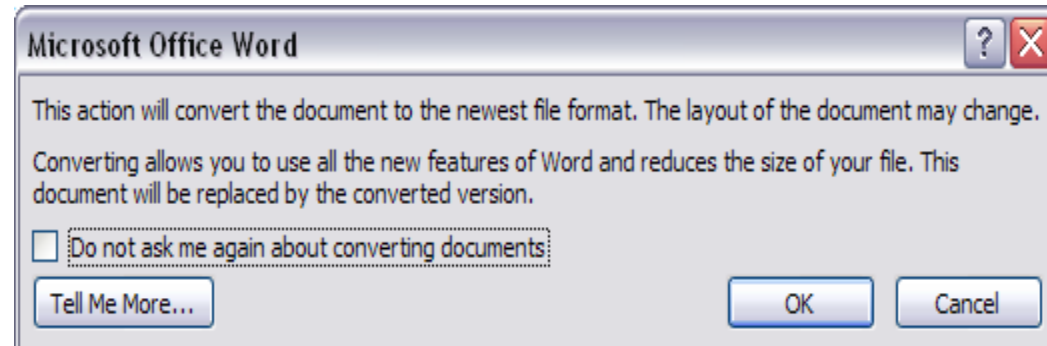 Microsoft Office Word
This action will convert the document to the newest file format. The layout of the document may change.
Converting allows you to use all the new features of Word and reduces the size of your file. This
document will be replaced by the converted version.
Do not ask me again about converting documents
Tell Me More... OK Cancel